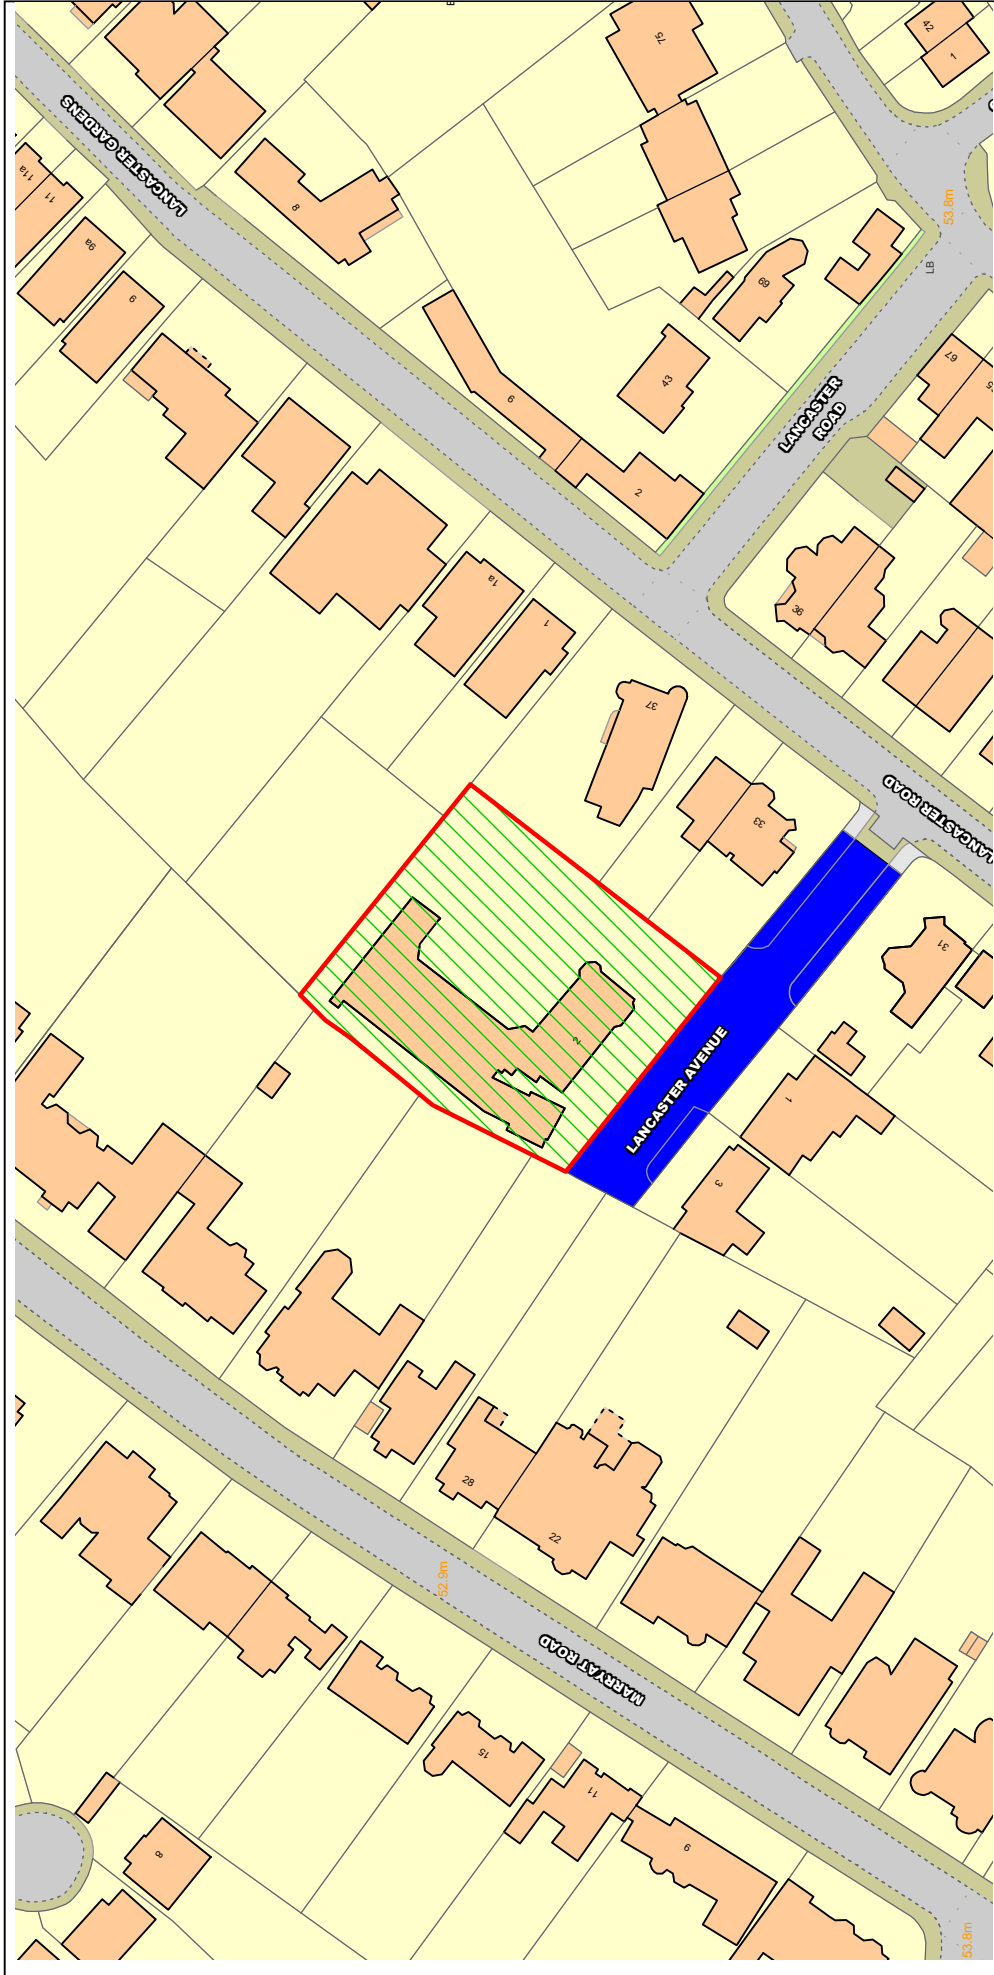 75
42
1
LANCASTER GARDENS
11a
11
8
9a
9
53.8m
LB
69
43
6
67
LANCASTER
ROAD
2
1a
1
36
37
33
LANCASTER ROAD
31
2
LANCASTER AVENUE
1
3
28
22
52.9m
MARRYAT ROAD
15
11
9
8
53.8m